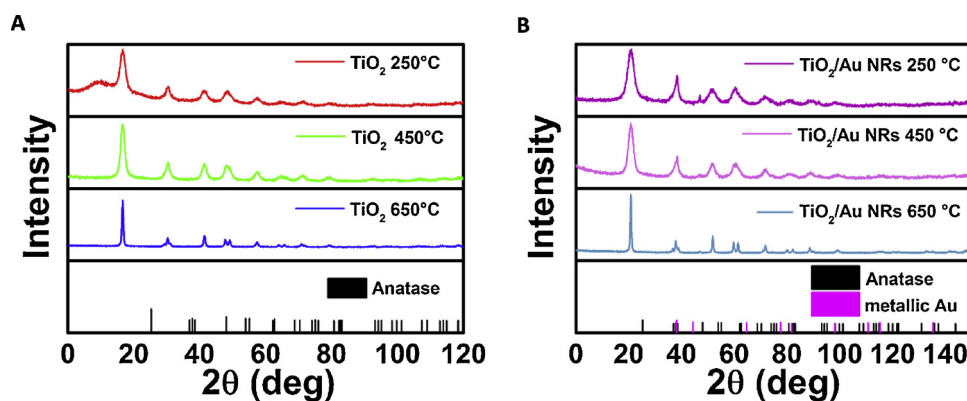 A
TiO2 250°C
TiO2 450°C
TiO2 650°C
Anatase
Intensity
0 20 40 60 80 100 120
2θ (deg)
B
TiO2/Au NRs 250 °C
TiO2/Au NRs 450 °C
TiO2/Au NRs 650 °C
Anatase
metallic Au
Intensity
0 20 40 60 80 100 120 140
2θ (deg)